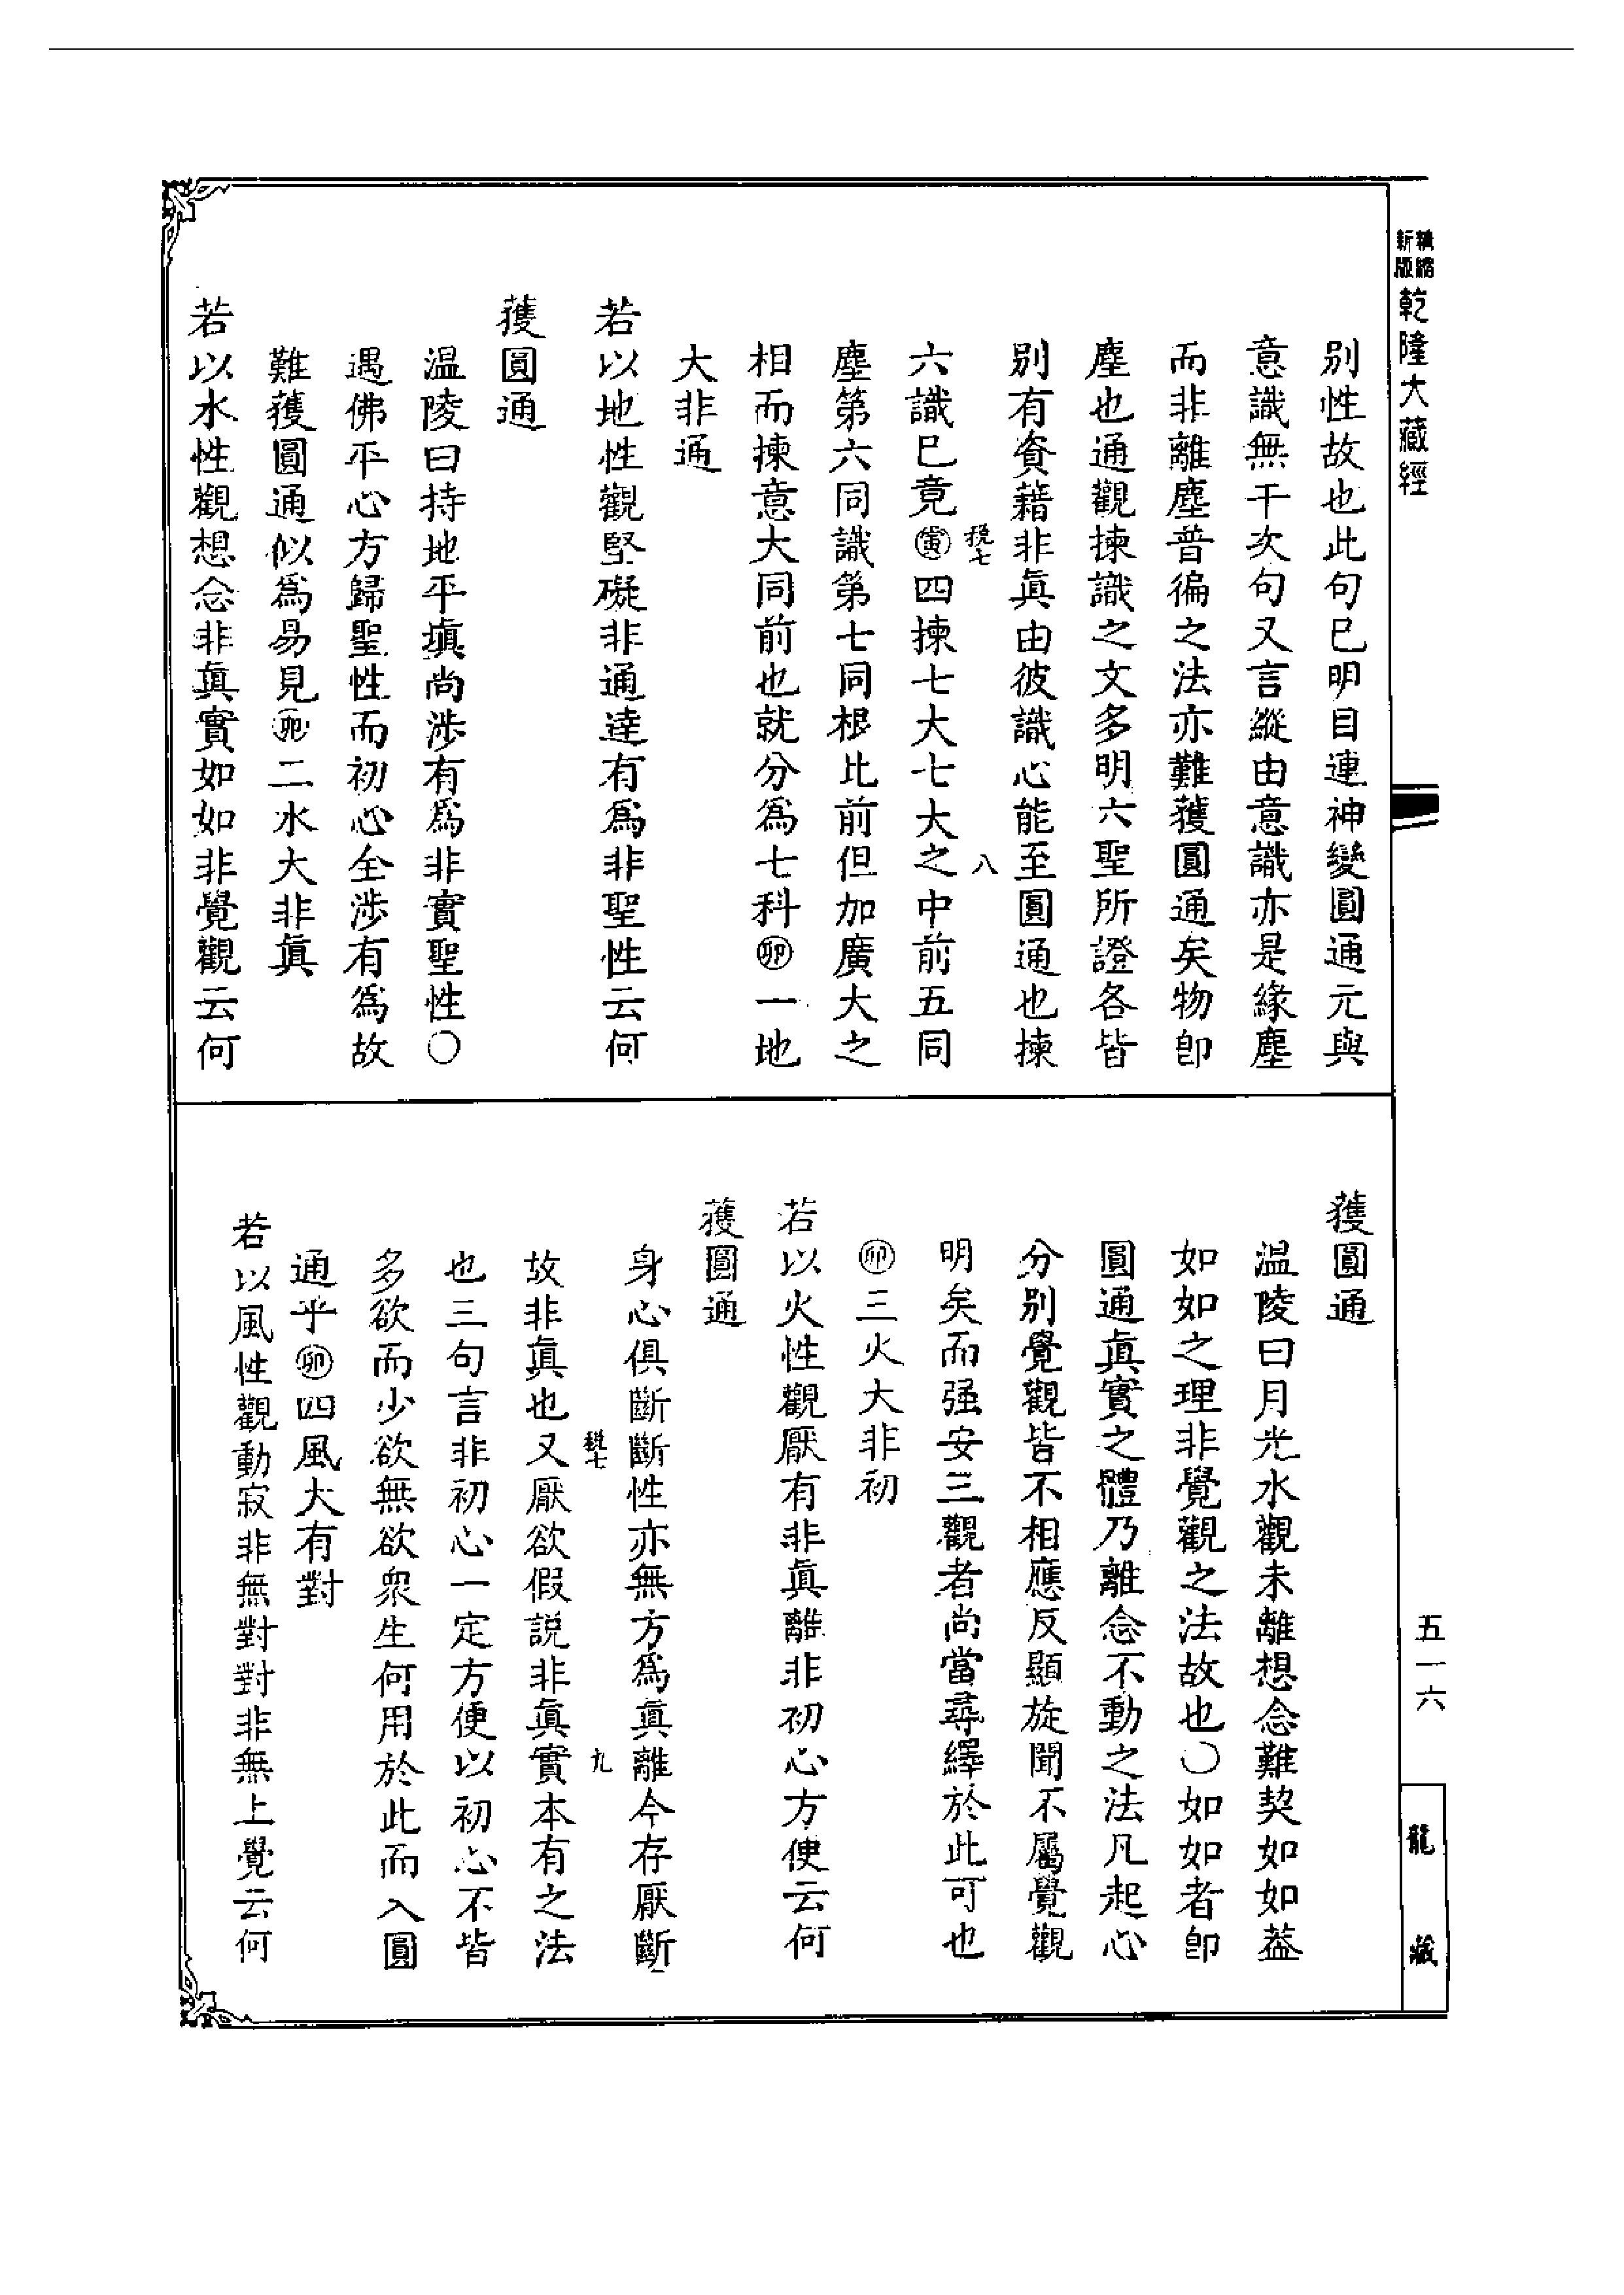 精縮新版
乾隆大藏經
别性故也此句已明目連神變圓通元與
意識無干次句又言縱由意識亦是緣塵
而非離塵普徧之法亦難獲圓通矣物卽
塵也通觀揀識之文多明六聖所證各皆
别有資藉非眞由彼識心能至圓通也揀
税七
八
六識已竟㊞寅四揀七大七大之中前五同
塵第六同識第七同根比前但加廣大之
相而揀意大同前也就分爲七科卯一地
大非通
若以地性觀堅礙非通達有爲非聖性云何
獲圓通
温陵曰持地平塡尚涉有爲非實聖性〇
遇佛平心方歸聖性而初心全涉有爲故
難獲圓通似爲易見卯二水大非眞
若以水性觀想念非眞實如如非覺觀云何
獲圓通
温陵曰月光水觀未離想念難契如如葢
如如之理非覺觀之法故也〇如如者卽
圓通眞實之體乃離念不動之法凡起心
分别覺觀皆不相應反顯旋聞不屬覺觀
明矣而强安三觀者尚當尋繹於此可也
卯三火大非初
若以火性觀厭有非眞離非初心方便云何
獲圓通
身心俱斷斷性亦無方爲眞離今存厭斷
税七
九
故非眞也又厭欲假説非眞實本有之法
也三句言非初心一定方便以初心不皆
多欲而少欲無欲衆生何用於此而入圓
通乎卯四風大有對
若以風性觀動寂非無對對非無上覺云何
五一六
龍藏